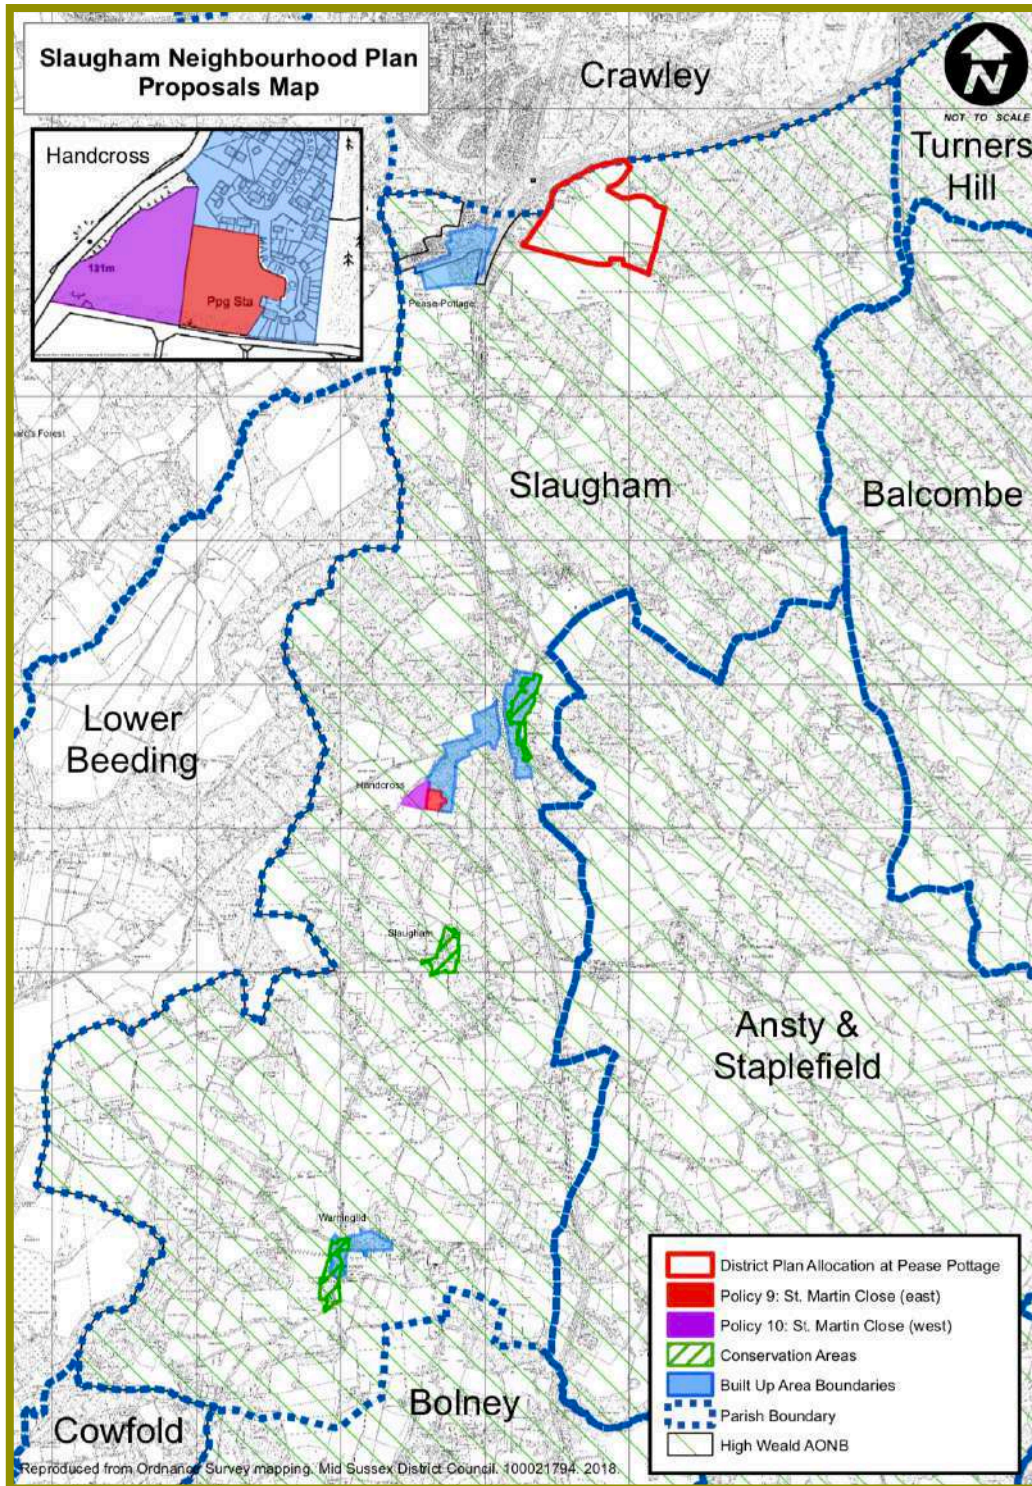 Slaugham Neighbourhood Plan
Proposals Map
Crawley
N
NOT TO SCALE
Turners
Hill
Handcross
131m
Ppg Sta
Pease Pottage
Slaugham
Balcombe
Lower
Beeding
Handcross
Slaugham
Ansty &
Staplefield
Warninglid
Bolney
Cowfold
District Plan Allocation at Pease Pottage
Policy 9: St. Martin Close (east)
Policy 10: St. Martin Close (west)
Conservation Areas
Built Up Area Boundaries
Parish Boundary
High Weald AONB
Reproduced from Ordnance Survey mapping. Mid Sussex District Council. 100021794. 2018.